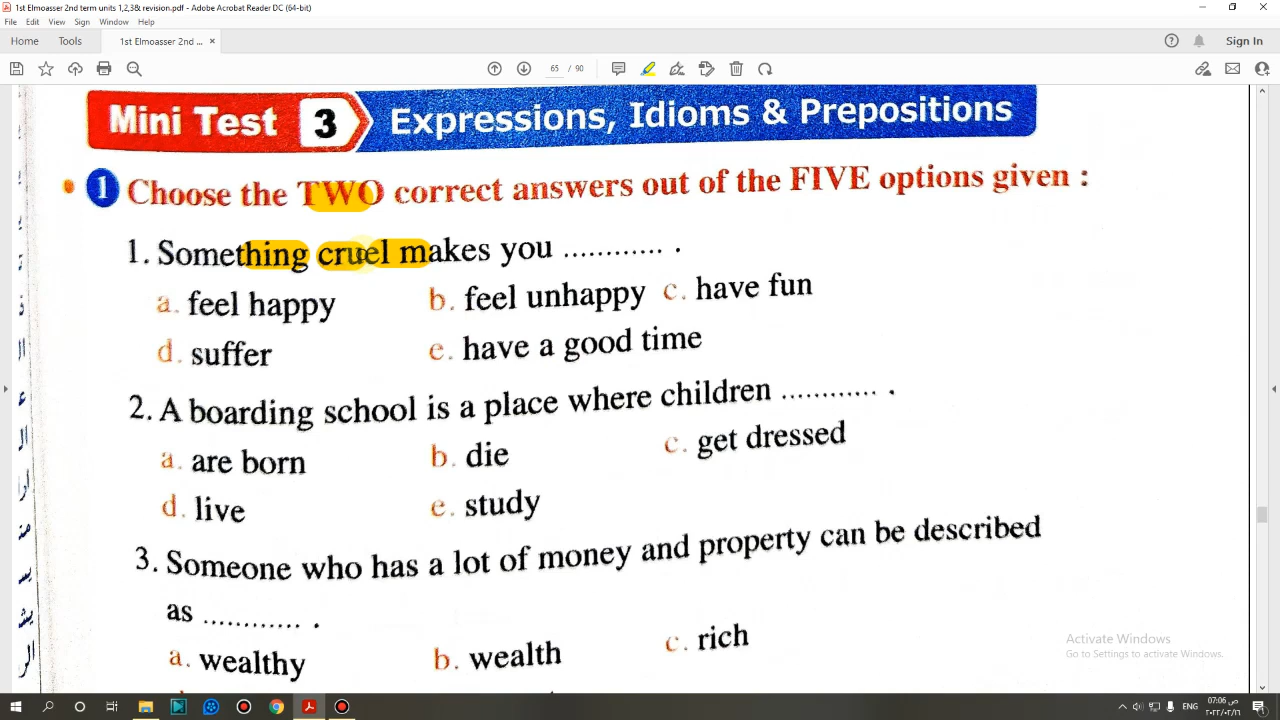 1st Elmoasser 2nd term units 1,2,3& revision.pdf - Adobe Acrobat Reader DC (64-bit)
File Edit View Sign Window Help
Home Tools 1st Elmoasser 2nd ... × Sign In
65 / 90
Mini Test 3 Expressions, Idioms & Prepositions
1 Choose the TWO correct answers out of the FIVE options given :
1. Something cruel makes you ............ .
a. feel happy b. feel unhappy c. have fun
d. suffer e. have a good time
2. A boarding school is a place where children ............ .
a. are born b. die c. get dressed
d. live e. study
3. Someone who has a lot of money and property can be described
as ............ .
a. wealthy b. wealth c. rich
Activate Windows
Go to Settings to activate Windows.
ENG
07:06 ص
٢٠٢٢/٠٢/١٦